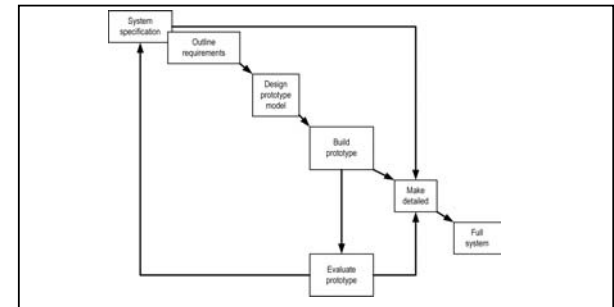 System
specification
Outline
requirements
Design
prototype
model
Build
prototype
Make
detailed
Full
system
Evaluate
prototype